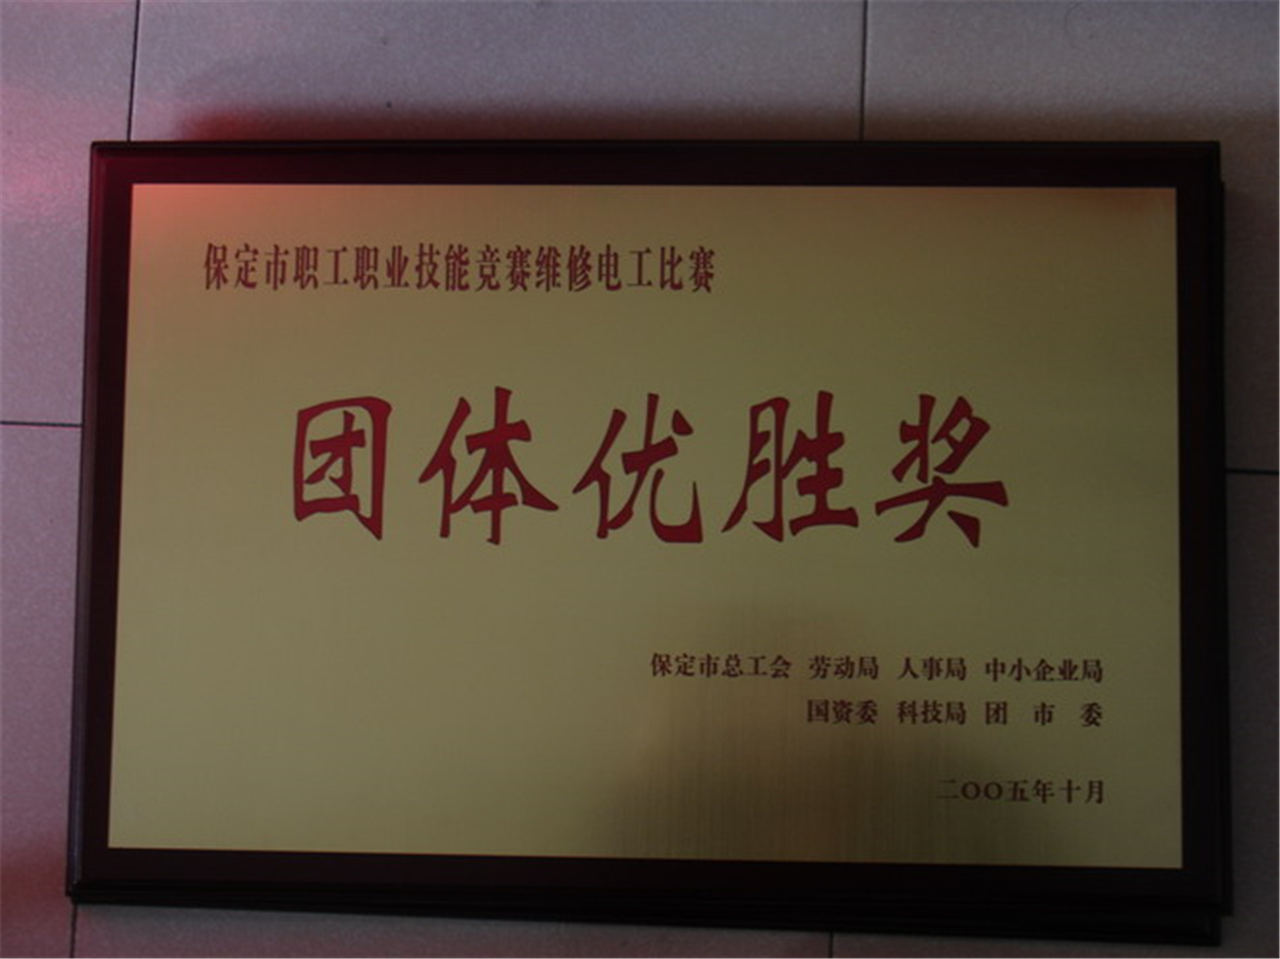 保定市职工职业技能竞赛维修电工比赛
团体优胜奖
保定市总工会 劳动局 人事局 中小企业局
国资委 科技局 团 市 委
二〇〇五年十月